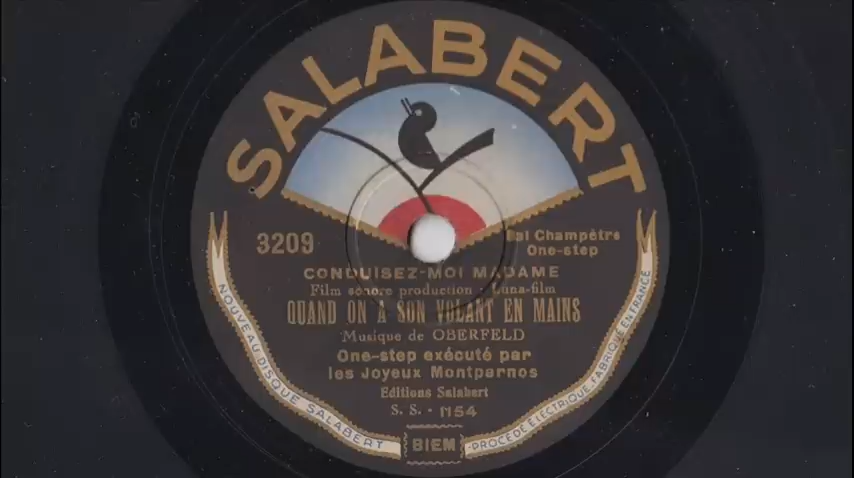 SALABERT
3209
Bal Champêtre
One-step
CONDUISEZ-MOI MADAME
Film sonore production - Luna-film
QUAND ON A SON VOLANT EN MAINS
Musique de OBERFELD
One-step exécuté par
les Joyeux Montparnos
Editions Salabert
S. S. - 1154
NOUVEAU DISQUE SALABERT
BIEM
PROCÉDÉ ÉLECTRIQUE. FABRIQUÉ EN FRANCE